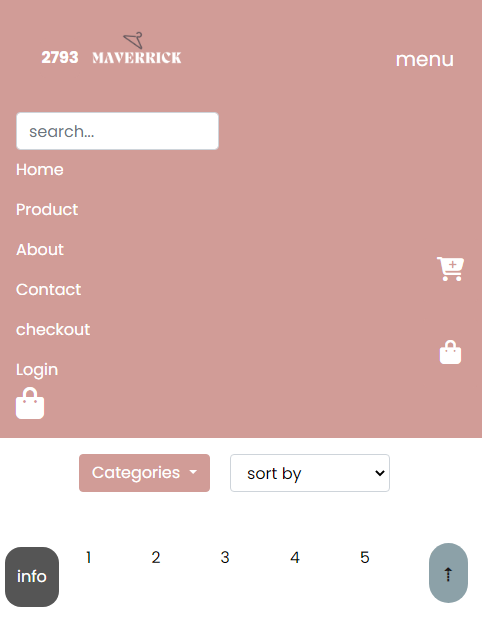 2793 MAVERRICK
menu
search...
Home
Product
About
Contact
checkout
Login
Categories
sort by
info
1 2 3 4 5